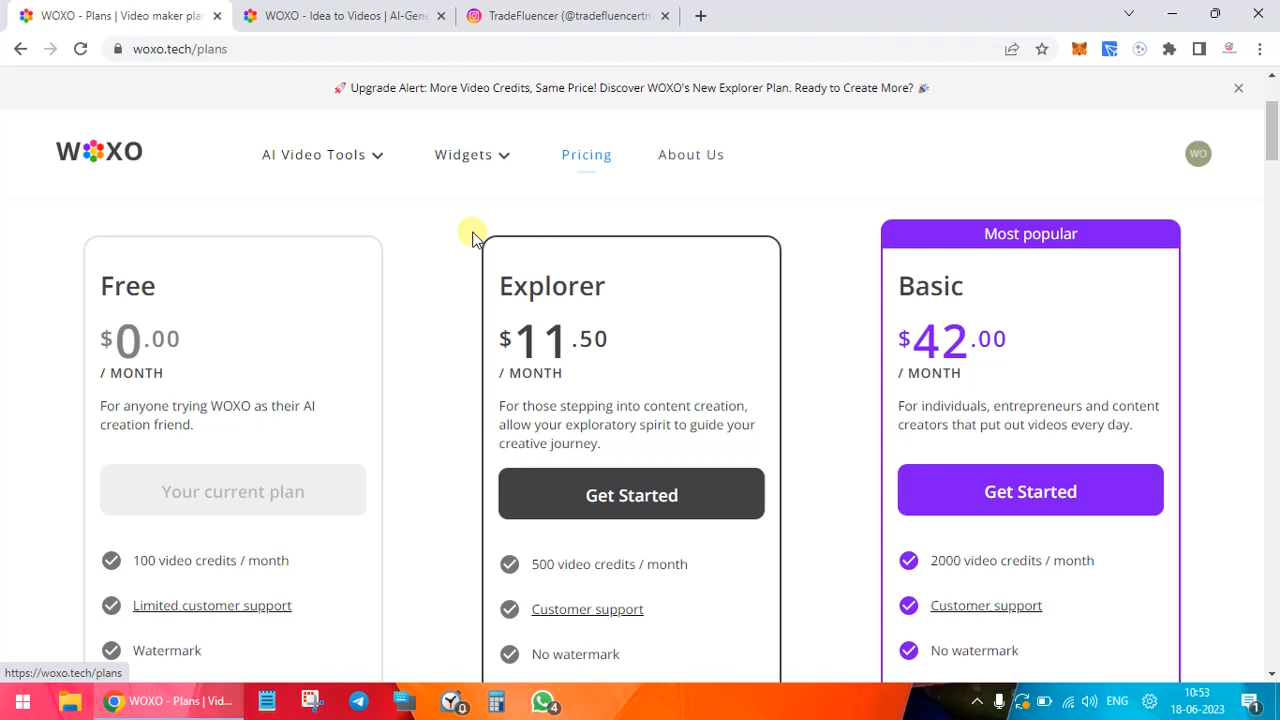 WOXO - Plans | Video maker plan
WOXO - Idea to Videos | AI-Gene
TradeFluencer (@tradefluencertn
woxo.tech/plans
🚀 Upgrade Alert: More Video Credits, Same Price! Discover WOXO's New Explorer Plan. Ready to Create More? 🎉
WOXO
AI Video Tools
Widgets
Pricing
About Us
WO
Free
$0.00
/ MONTH
For anyone trying WOXO as their AI
creation friend.
Your current plan
100 video credits / month
Limited customer support
Watermark
Explorer
$11.50
/ MONTH
For those stepping into content creation,
allow your exploratory spirit to guide your
creative journey.
Get Started
500 video credits / month
Customer support
No watermark
Most popular
Basic
$42.00
/ MONTH
For individuals, entrepreneurs and content
creators that put out videos every day.
Get Started
2000 video credits / month
Customer support
No watermark
https://woxo.tech/plans
WOXO - Plans | Vid...
0
4
ENG
10:53
18-06-2023
1